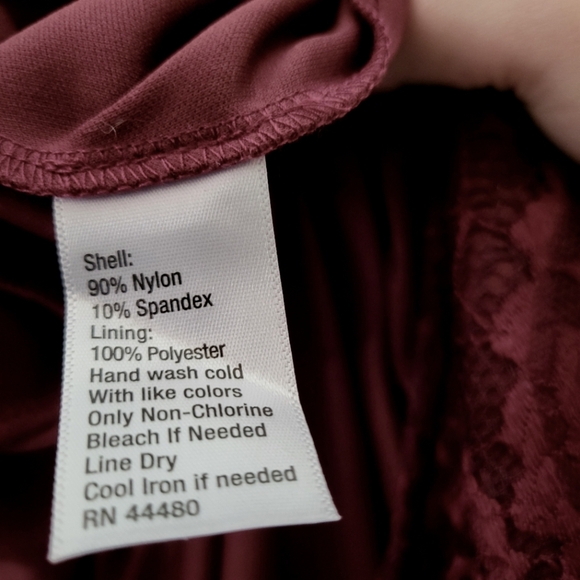 Shell:
90% Nylon
10% Spandex
Lining:
100% Polyester
Hand wash cold
With like colors
Only Non-Chlorine
Bleach If Needed
Line Dry
Cool Iron if needed
RN 44480